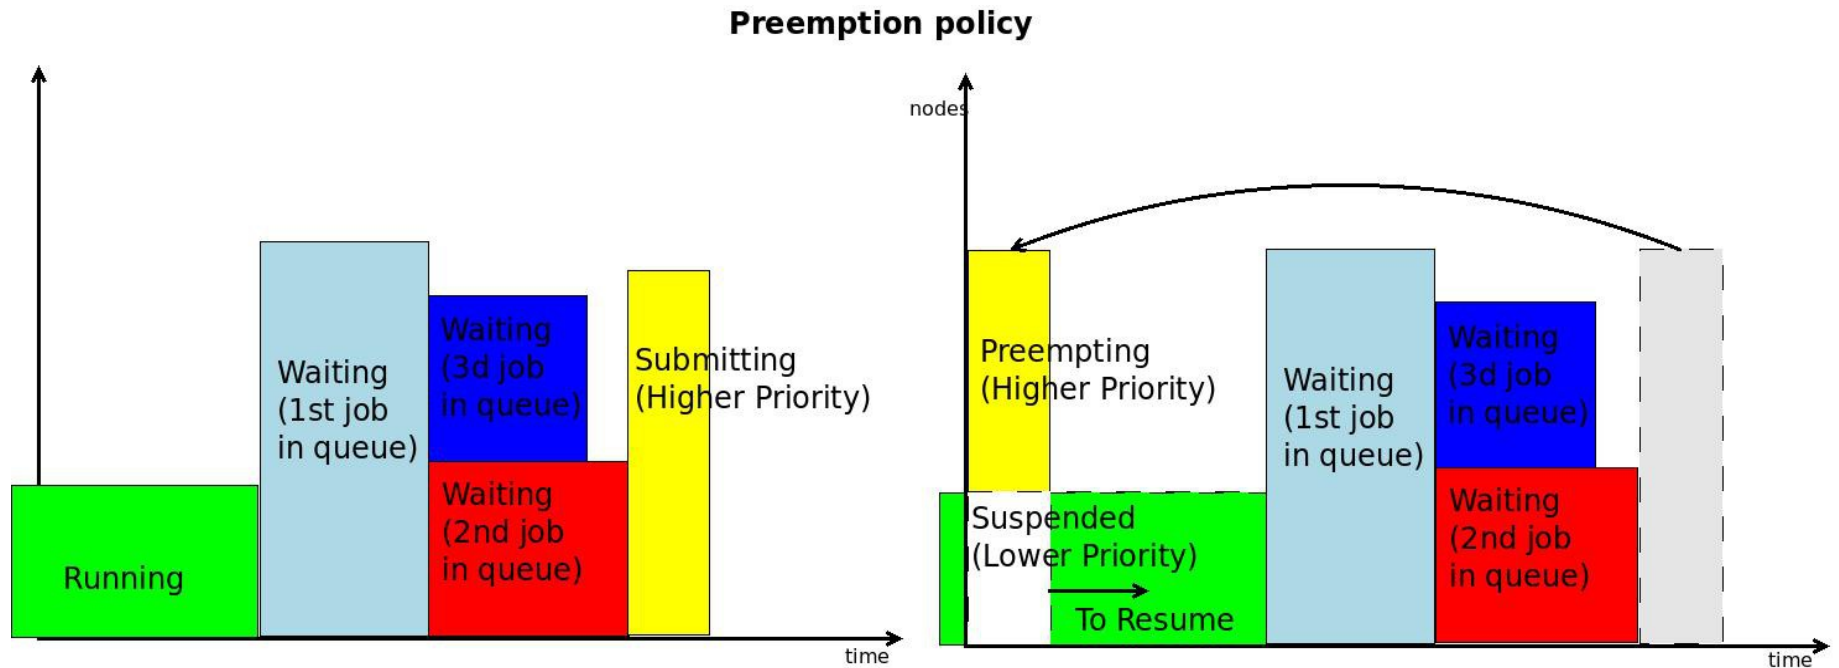 Preemption policy
Running
Waiting
(1st job
in queue)
Waiting
(3d job
in queue)
Waiting
(2nd job
in queue)
Submitting
(Higher Priority)
time
nodes
Preempting
(Higher Priority)
Suspended
(Lower Priority)
To Resume
Waiting
(1st job
in queue)
Waiting
(3d job
in queue)
Waiting
(2nd job
in queue)
time